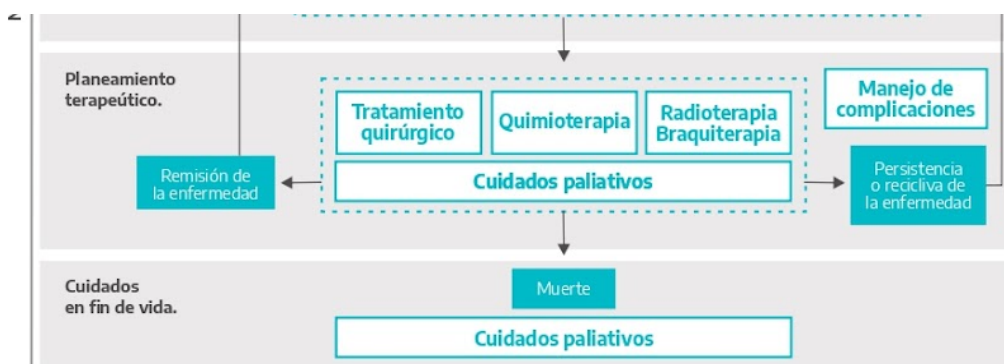 2
Planeamiento
terapeútico.
Tratamiento
quirúrgico
Quimioterapia
Radioterapia
Braquiterapia
Manejo de
complicaciones
Remisión de
la enfermedad
Cuidados paliativos
Persistencia
o recicliva de
la enfermedad
Cuidados
en fin de vida.
Muerte
Cuidados paliativos